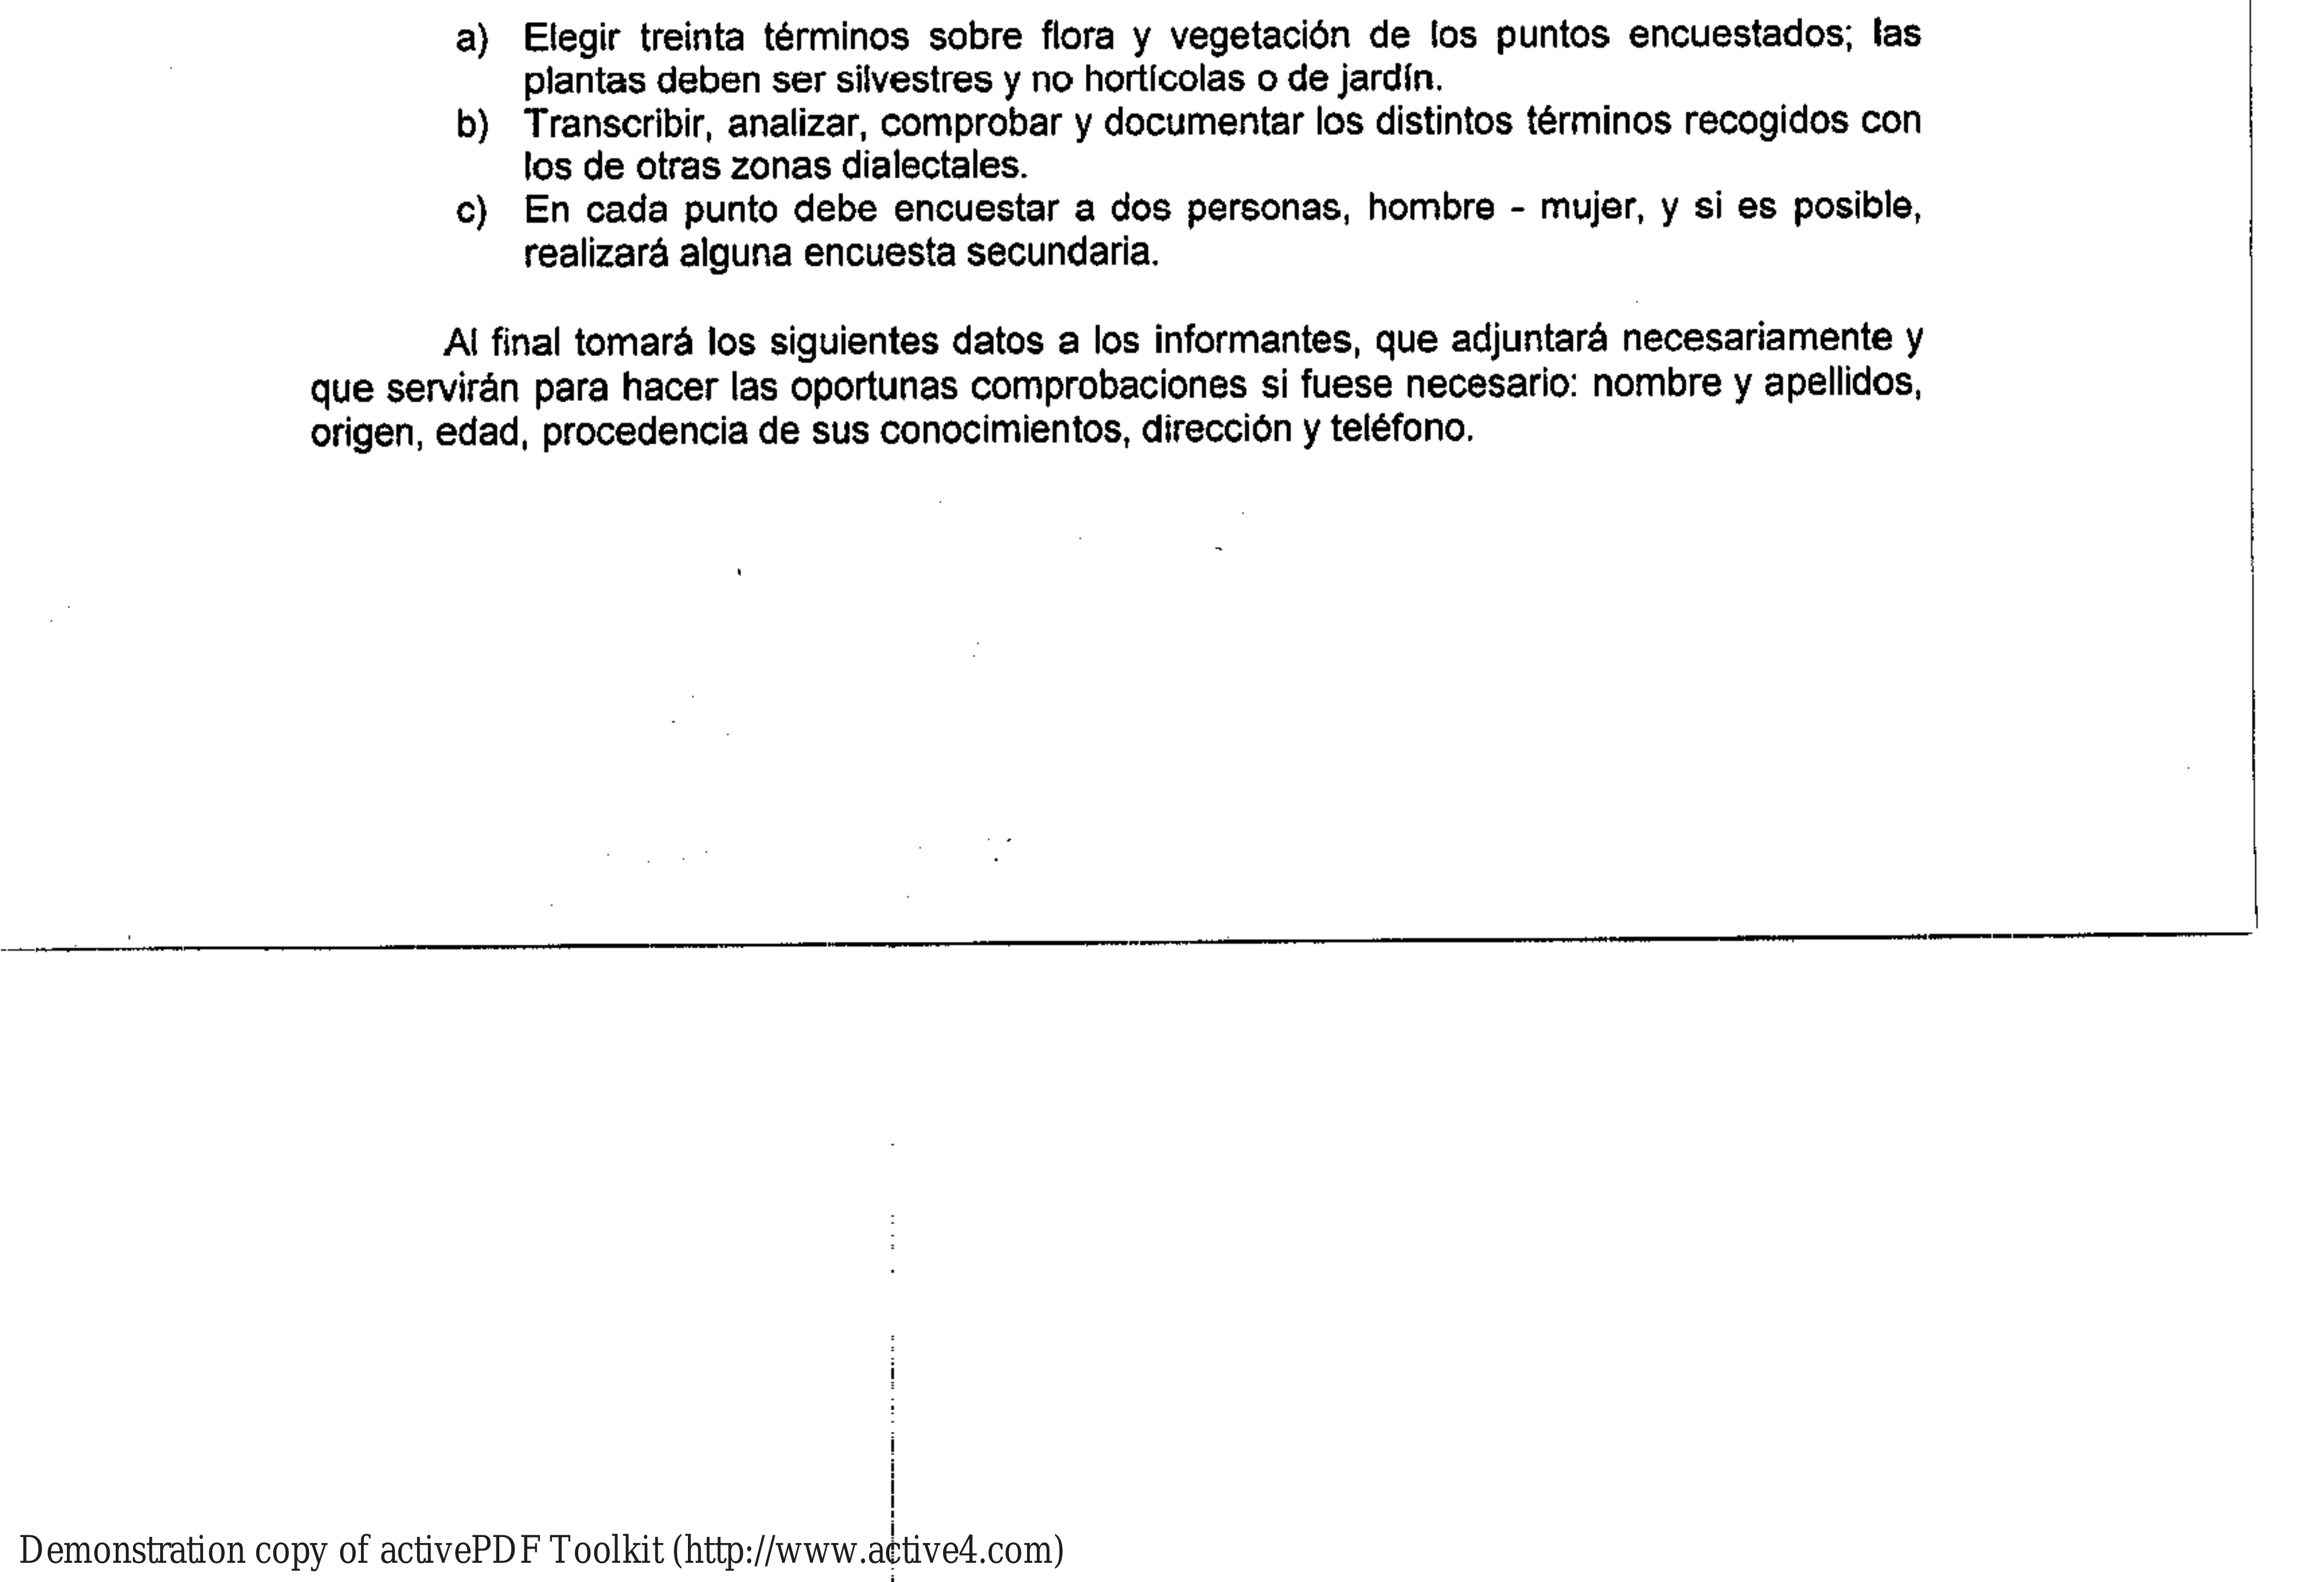 a) Elegir treinta términos sobre flora y vegetación de los puntos encuestados; las
plantas deben ser silvestres y no hortícolas o de jardín.
b) Transcribir, analizar, comprobar y documentar los distintos términos recogidos con
los de otras zonas dialectales.
c) En cada punto debe encuestar a dos personas, hombre - mujer, y si es posible,
realizará alguna encuesta secundaria.
Al final tomará los siguientes datos a los informantes, que adjuntará necesariamente y
que servirán para hacer las oportunas comprobaciones si fuese necesario: nombre y apellidos,
origen, edad, procedencia de sus conocimientos, dirección y teléfono.
Demonstration copy of activePDF Toolkit (http://www.active4.com)